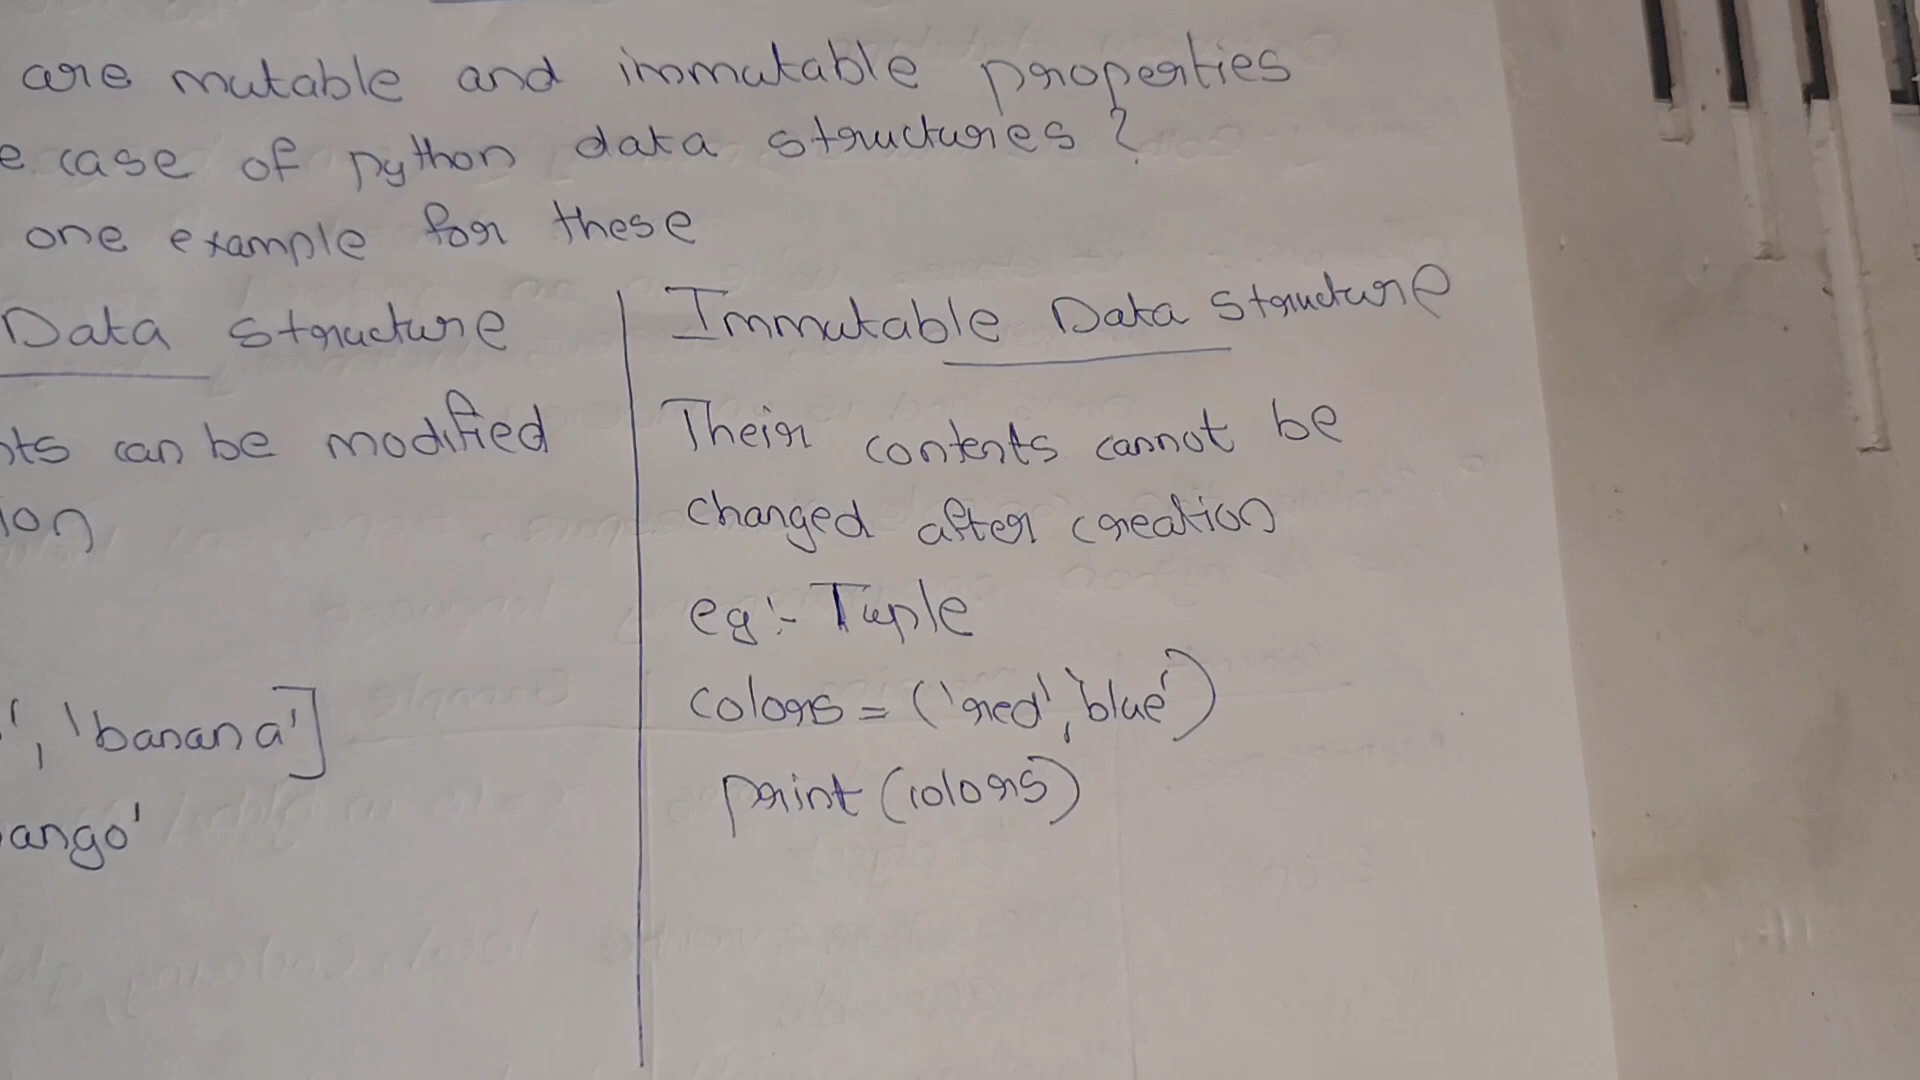 are mutable and immutable properties
e case of python data structures?
one example for these
Data structure
nts can be modified
ion
', 'banana']
ango'
Immutable Data structure
Their contents cannot be
changed after creation
eg:- Tuple
colors = ('red', 'blue')
print (colors)